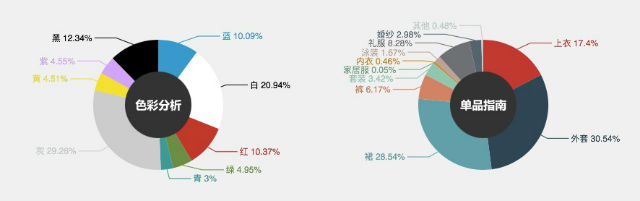 黑 12.34%
蓝 10.09%
紫 4.55%
黄 4.51%
白 20.94%
色彩分析
灰 29.26%
红 10.37%
绿 4.95%
青 3%
其他 0.48%
婚纱 2.98%
礼服 8.28%
泳装 1.67%
内衣 0.46%
家居服 0.05%
套装 3.42%
裤 6.17%
上衣 17.4%
单品指南
外套 30.54%
裙 28.54%